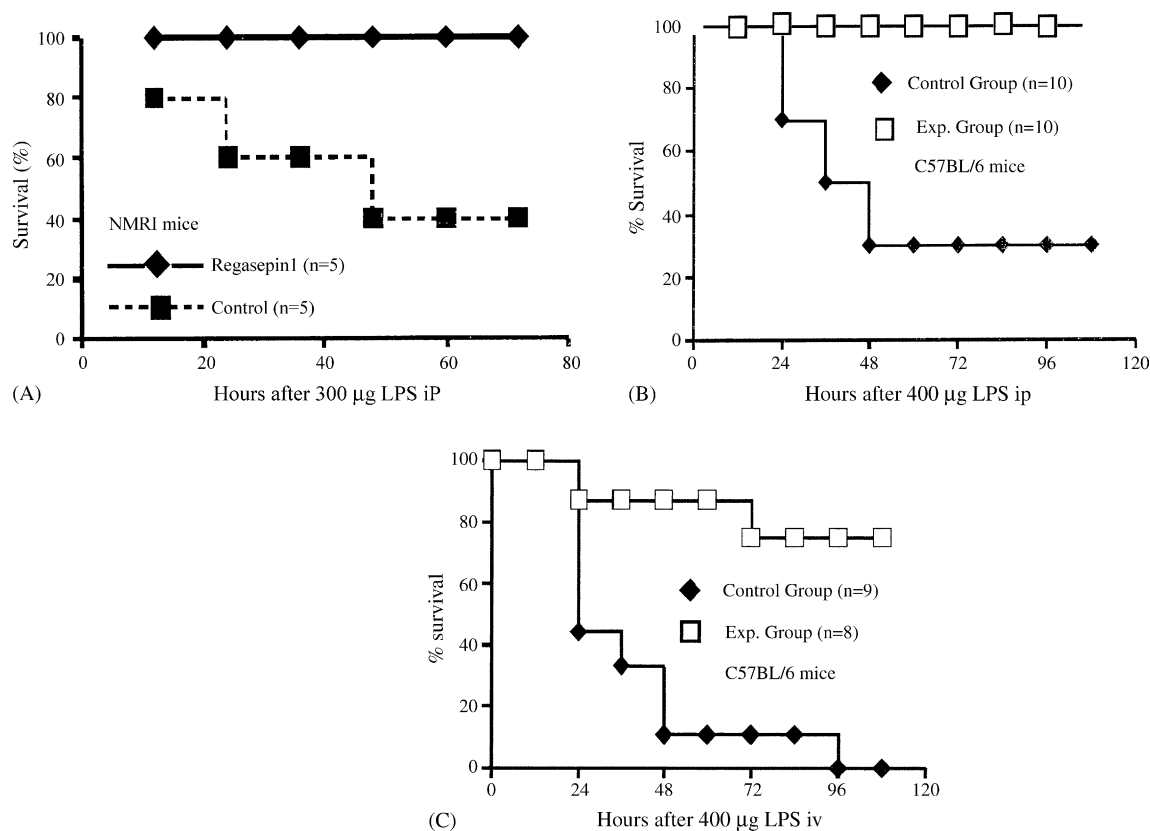 100
80
60
40
20
0
Survival (%)
NMRI mice
Regasepin1 (n=5)
Control (n=5)
0 20 40 60 80
Hours after 300 µg LPS iP
(A)
100
80
60
40
20
0
% Survival
Control Group (n=10)
Exp. Group (n=10)
C57BL/6 mice
0 24 48 72 96 120
Hours after 400 µg LPS ip
(B)
100
80
60
40
20
0
% survival
Control Group (n=9)
Exp. Group (n=8)
C57BL/6 mice
0 24 48 72 96 120
Hours after 400 µg LPS iv
(C)